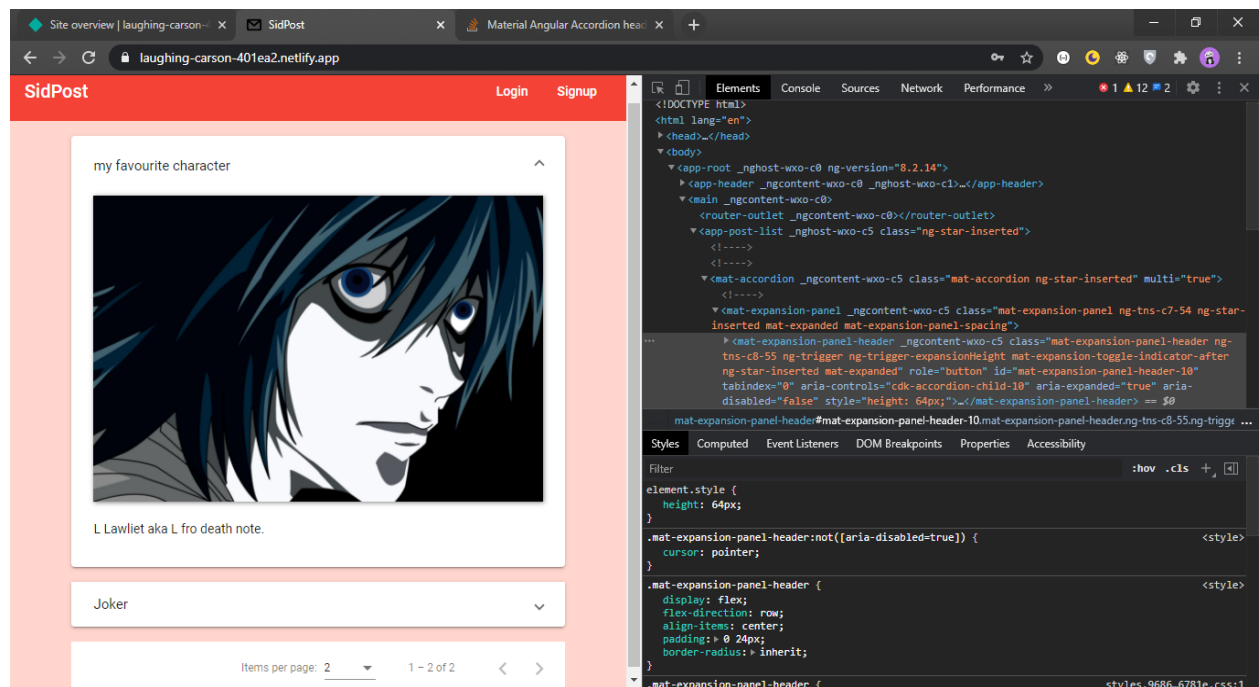 Site overview | laughing-carson-
SidPost
Material Angular Accordion head
laughing-carson-401ea2.netlify.app
SidPost
Login
Signup
my favourite character
L Lawliet aka L fro death note.
Joker
Items per page:
2
1 – 2 of 2
Elements
Console
Sources
Network
Performance
»
1
12
2
<!DOCTYPE html>
<html lang="en">
<head>…</head>
<body>
<app-root _nghost-wxo-c0 ng-version="8.2.14">
<app-header _ngcontent-wxo-c0 _nghost-wxo-c1>…</app-header>
<main _ngcontent-wxo-c0>
<router-outlet _ngcontent-wxo-c0></router-outlet>
<app-post-list _nghost-wxo-c5 class="ng-star-inserted">
<!---->
<!---->
<mat-accordion _ngcontent-wxo-c5 class="mat-accordion ng-star-inserted" multi="true">
<!---->
<mat-expansion-panel _ngcontent-wxo-c5 class="mat-expansion-panel ng-tns-c7-54 ng-star-
inserted mat-expanded mat-expansion-panel-spacing">
<mat-expansion-panel-header _ngcontent-wxo-c5 class="mat-expansion-panel-header ng-
tns-c8-55 ng-trigger ng-trigger-expansionHeight mat-expansion-toggle-indicator-after
ng-star-inserted mat-expanded" role="button" id="mat-expansion-panel-header-10"
tabindex="0" aria-controls="cdk-accordion-child-10" aria-expanded="true" aria-
disabled="false" style="height: 64px;">…</mat-expansion-panel-header> == $0
mat-expansion-panel-header#mat-expansion-panel-header-10.mat-expansion-panel-header.ng-tns-c8-55.ng-trigge ...
Styles
Computed
Event Listeners
DOM Breakpoints
Properties
Accessibility
Filter
:hov .cls +
element.style {
height: 64px;
}
.mat-expansion-panel-header:not([aria-disabled=true]) { <style>
cursor: pointer;
}
.mat-expansion-panel-header { <style>
display: flex;
flex-direction: row;
align-items: center;
padding: 0 24px;
border-radius: inherit;
}
.mat-expansion-panel-header { styles.9686…6781e.css:1